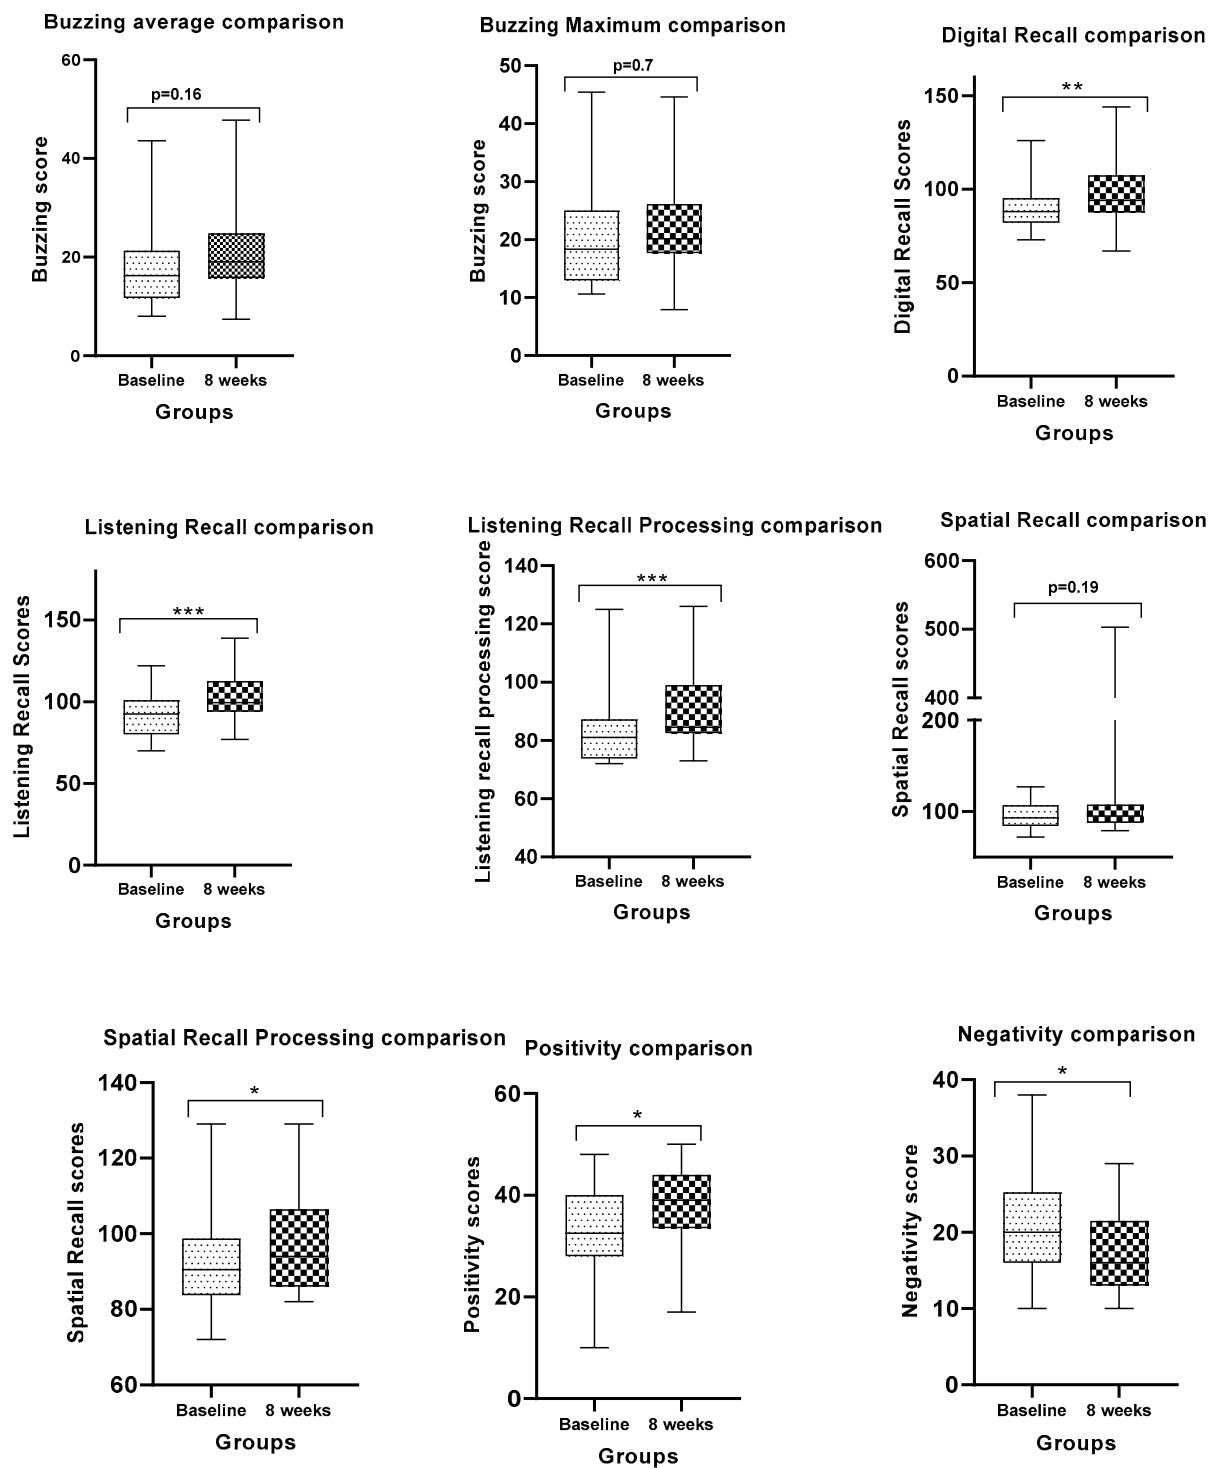 Buzzing average comparison
60
40
20
0
Buzzing score
p=0.16
Baseline 8 weeks
Groups
Buzzing Maximum comparison
50
40
30
20
10
0
Buzzing score
p=0.7
Baseline 8 weeks
Groups
Digital Recall comparison
150
100
50
0
Digital Recall Scores
**
Baseline 8 weeks
Groups
Listening Recall comparison
150
100
50
0
Listening Recall Scores
***
Baseline 8 weeks
Groups
Listening Recall Processing comparison
140
120
100
80
60
40
Listening recall processing score
***
Baseline 8 weeks
Groups
Spatial Recall comparison
600
500
400
200
100
Spatial Recall scores
p=0.19
Baseline 8 weeks
Groups
Spatial Recall Processing comparison
140
120
100
80
60
Spatial Recall scores
*
Baseline 8 weeks
Groups
Positivity comparison
60
40
20
0
Positivity scores
*
Baseline 8 weeks
Groups
Negativity comparison
40
30
20
10
0
Negativity score
*
Baseline 8 weeks
Groups